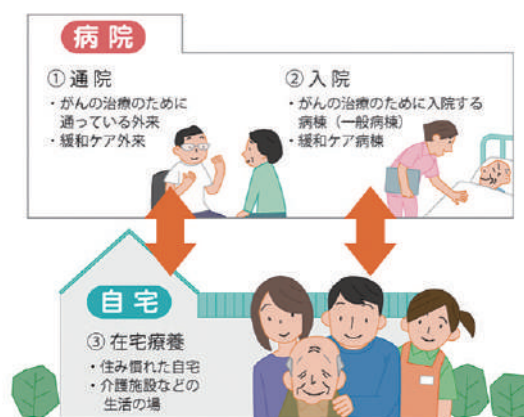 病院
① 通院
・がんの治療のために
通っている外来
・緩和ケア外来
② 入院
・がんの治療のために入院する
病棟（一般病棟）
・緩和ケア病棟
自宅
③ 在宅療養
・住み慣れた自宅
・介護施設などの
生活の場